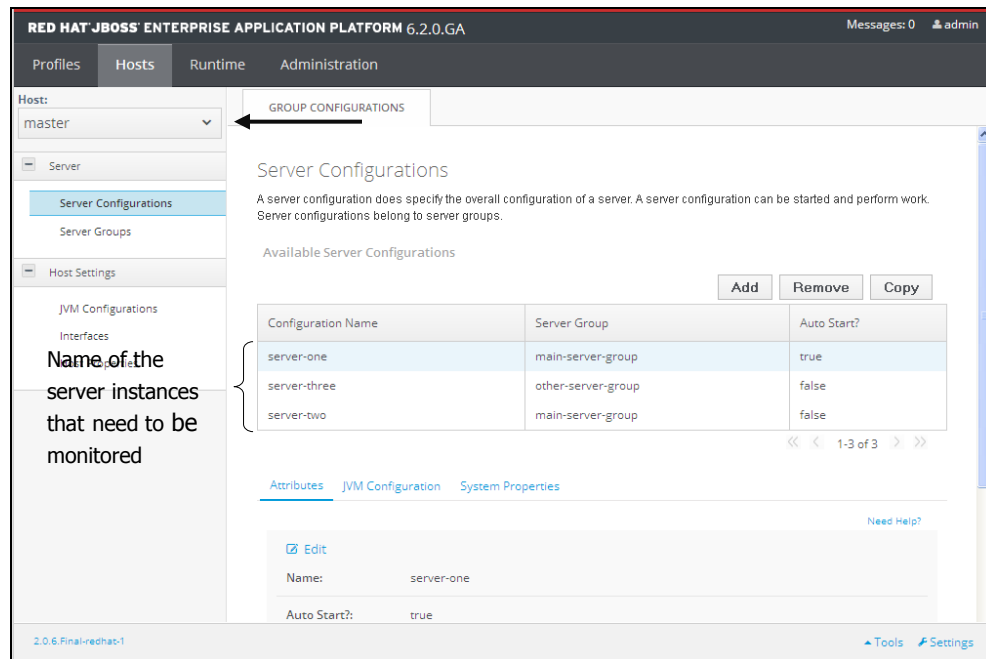 RED HAT JBOSS ENTERPRISE APPLICATION PLATFORM 6.2.0.GA
Messages: 0 admin
Profiles Hosts Runtime Administration
Host:
master
GROUP CONFIGURATIONS
Server
Server Configurations
Server Groups
Host Settings
JVM Configurations
Interfaces
Properties
Name of the
server instances
that need to be
monitored
Server Configurations
A server configuration does specify the overall configuration of a server. A server configuration can be started and perform work.
Server configurations belong to server groups.
Available Server Configurations
Add Remove Copy
Configuration Name Server Group Auto Start?
server-one main-server-group true
server-three other-server-group false
server-two main-server-group false
1-3 of 3
Attributes JVM Configuration System Properties
Need Help?
Edit
Name: server-one
Auto Start?: true
2.0.6.Final-redhat-1
Tools Settings